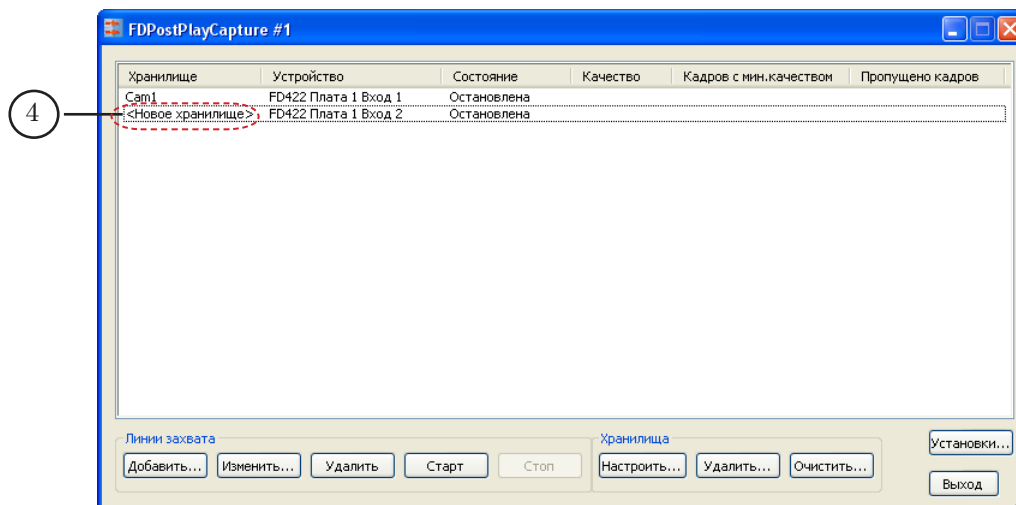 FDPostPlayCapture #1
Хранилище Устройство Состояние Качество Кадров с мин.качеством Пропущено кадров
Cam1 FD422 Плата 1 Вход 1 Остановлена
4 <Новое хранилище> FD422 Плата 1 Вход 2 Остановлена
Линии захвата Хранилища
Установки...
Добавить... Изменить... Удалить Старт Стоп Настроить... Удалить... Очистить...
Выход